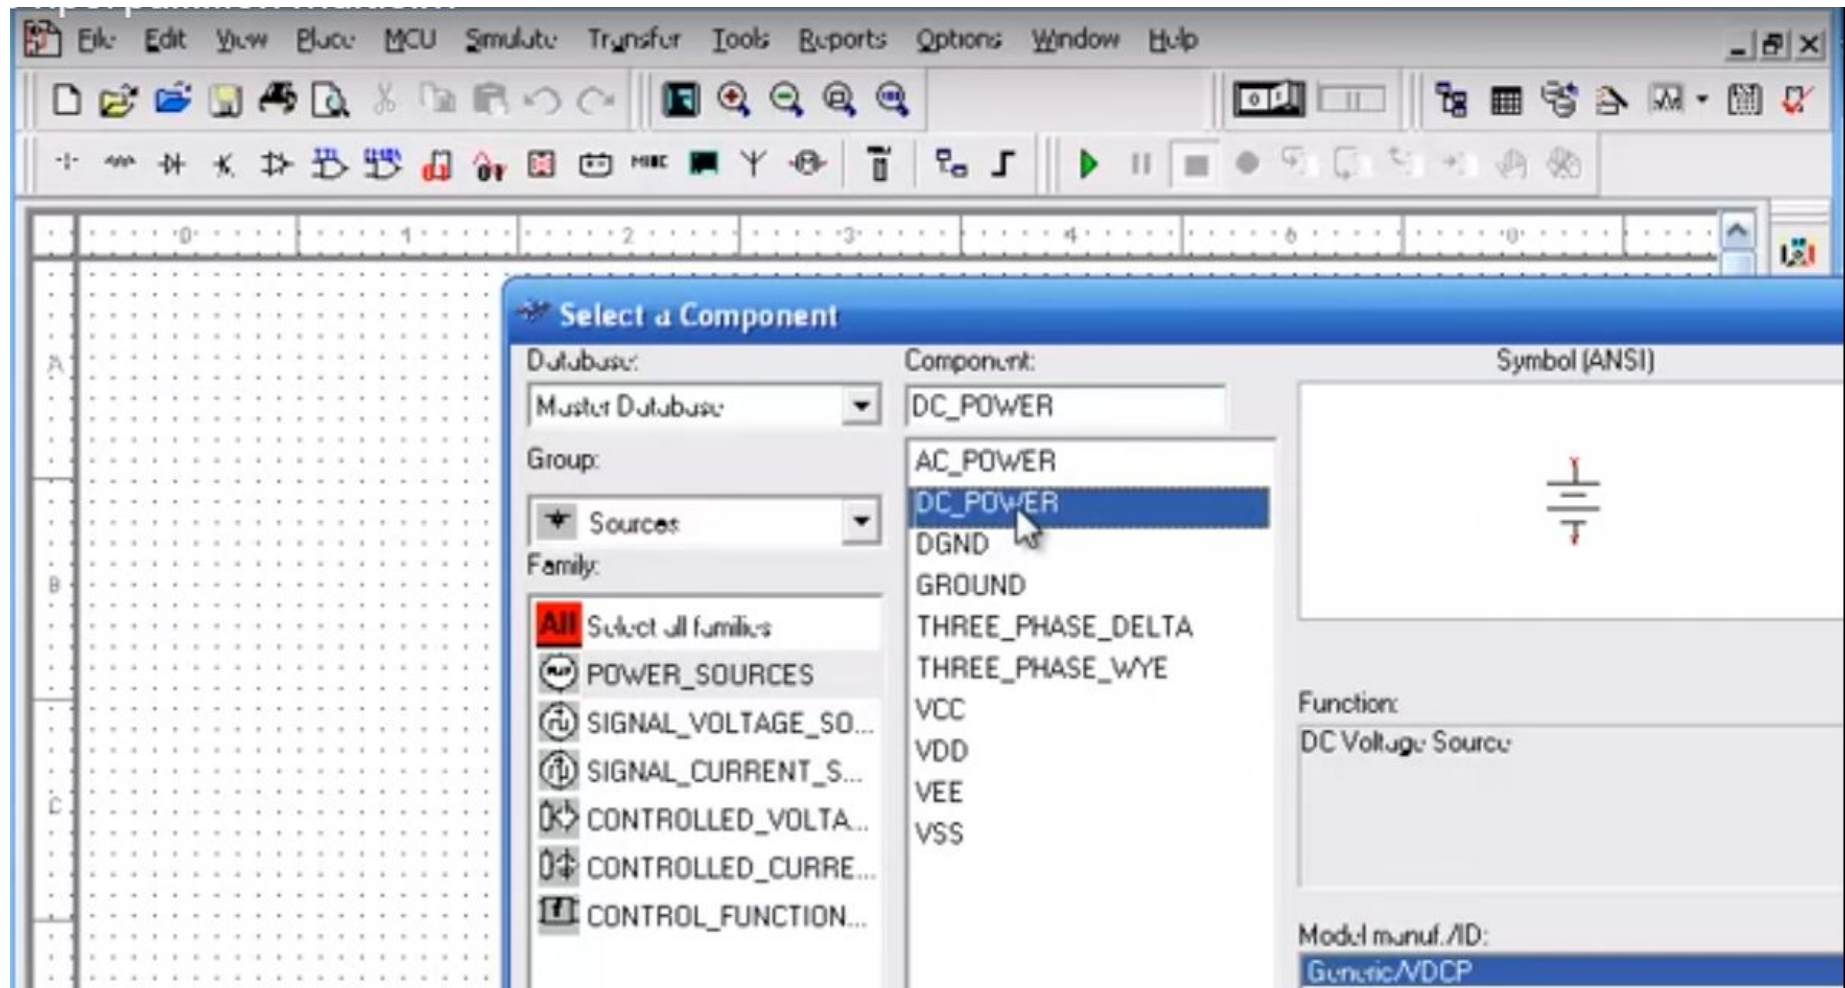 File Edit View Place MCU Simulate Transfer Tools Reports Options Window Help
MISC
0 1 2 3 4
A
B
C
Select a Component
Database:
Master Database
Group:
Sources
Family:
All Select all families
POWER_SOURCES
SIGNAL_VOLTAGE_SO...
SIGNAL_CURRENT_S...
CONTROLLED_VOLTA...
CONTROLLED_CURRE...
CONTROL_FUNCTION...
Component:
DC_POWER
AC_POWER
DC_POWER
DGND
GROUND
THREE_PHASE_DELTA
THREE_PHASE_WYE
VCC
VDD
VEE
VSS
Symbol (ANSI)
Function:
DC Voltage Source
Model manuf./ID:
Generic/VDCP